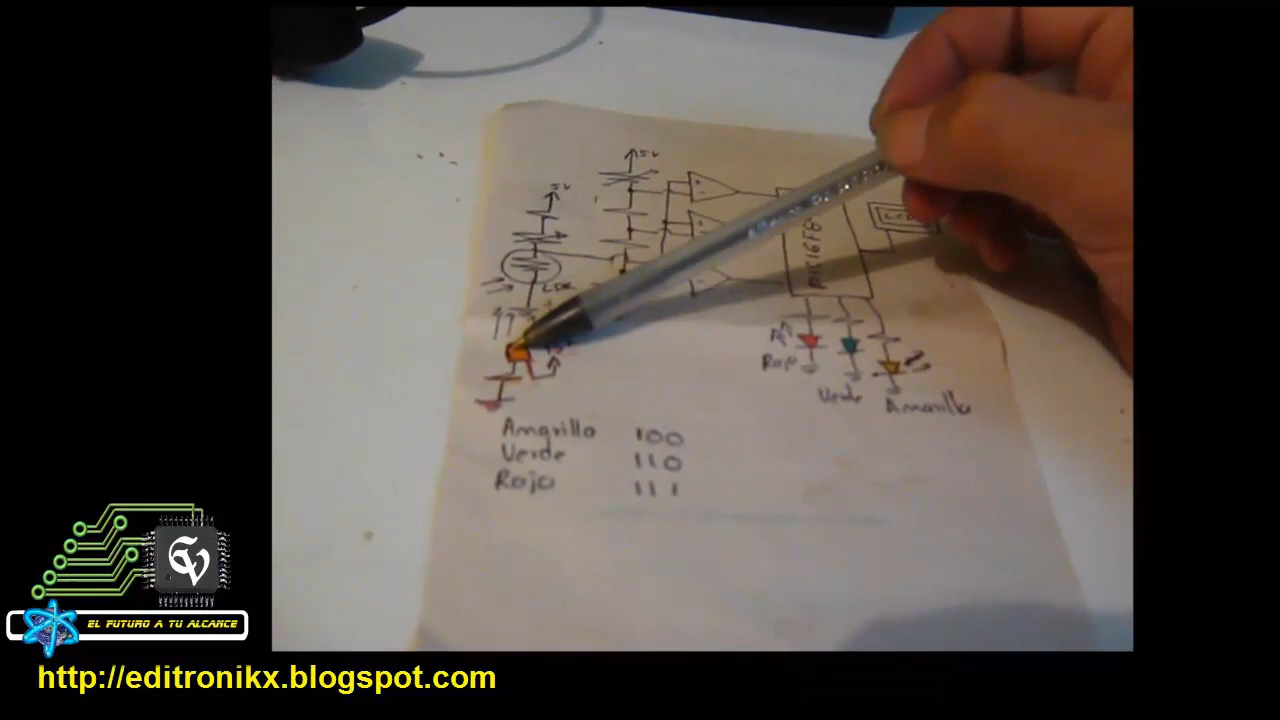 5V
5V
LCD
LDR
PIC16F8
Rojo
Verde
Amarillo
Amarillo 100
Verde 110
Rojo 111
EL FUTURO A TU ALCANCE
http://editronikx.blogspot.com